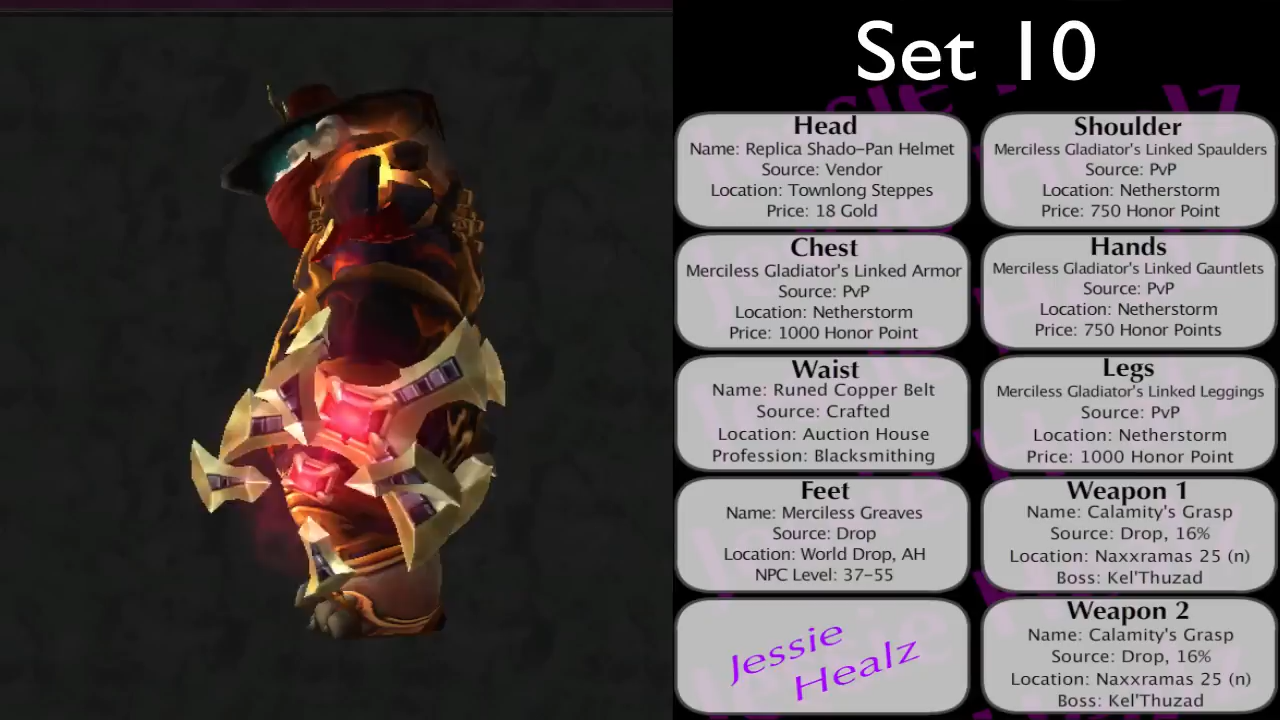 Set 10
Head
Name: Replica Shado-Pan Helmet
Source: Vendor
Location: Townlong Steppes
Price: 18 Gold
Shoulder
Merciless Gladiator's Linked Spaulders
Source: PvP
Location: Netherstorm
Price: 750 Honor Point
Chest
Merciless Gladiator's Linked Armor
Source: PvP
Location: Netherstorm
Price: 1000 Honor Point
Hands
Merciless Gladiator's Linked Gauntlets
Source: PvP
Location: Netherstorm
Price: 750 Honor Points
Waist
Name: Runed Copper Belt
Source: Crafted
Location: Auction House
Profession: Blacksmithing
Legs
Merciless Gladiator's Linked Leggings
Source: PvP
Location: Netherstorm
Price: 1000 Honor Point
Feet
Name: Merciless Greaves
Source: Drop
Location: World Drop, AH
NPC Level: 37-55
Weapon 1
Name: Calamity's Grasp
Source: Drop, 16%
Location: Naxxramas 25 (n)
Boss: Kel'Thuzad
Jessie
Healz
Weapon 2
Name: Calamity's Grasp
Source: Drop, 16%
Location: Naxxramas 25 (n)
Boss: Kel'Thuzad